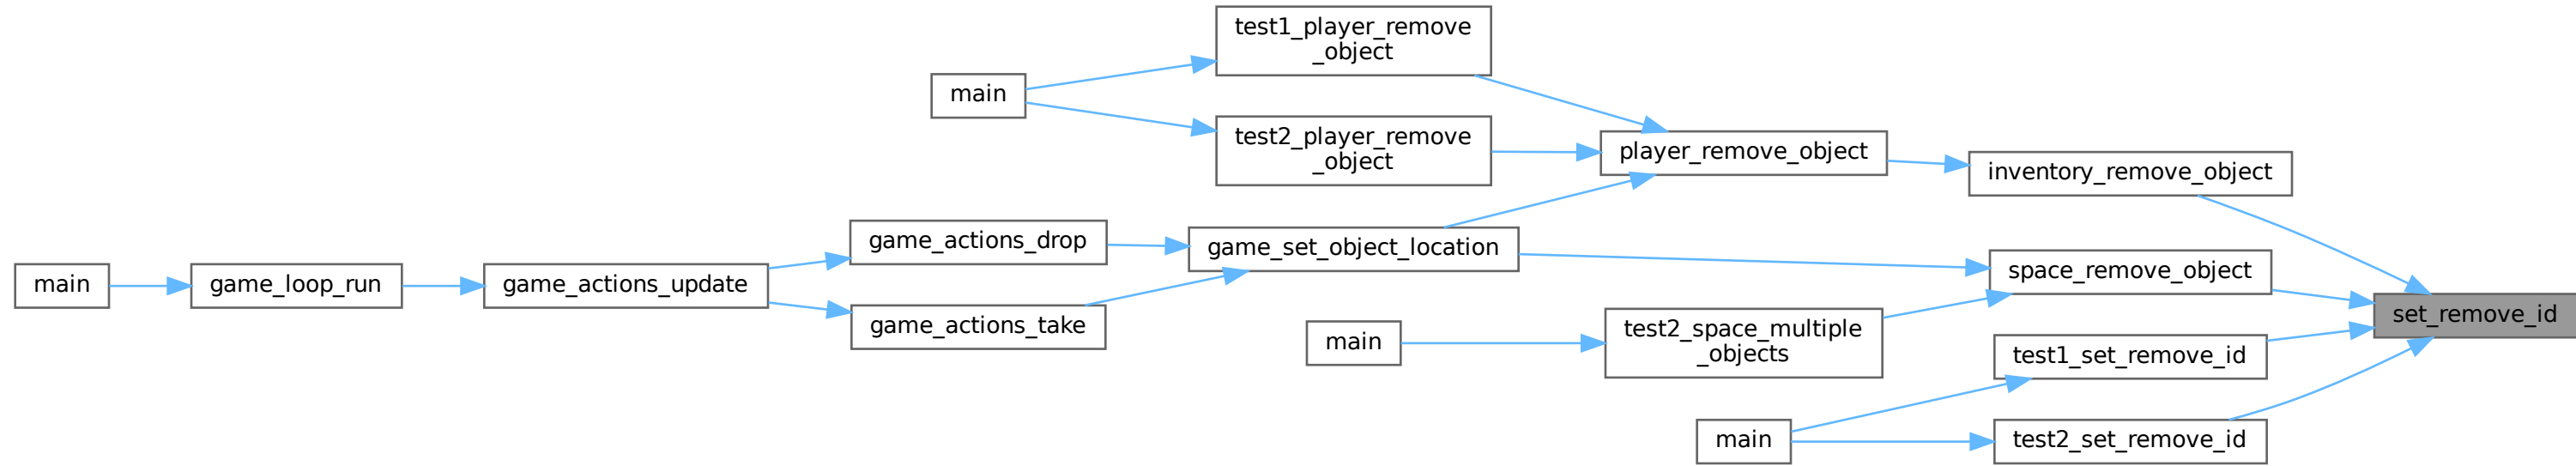 test1_player_remove
_object
main
test2_player_remove
_object
player_remove_object
inventory_remove_object
game_actions_drop
game_set_object_location
space_remove_object
main
game_loop_run
game_actions_update
game_actions_take
set_remove_id
main
test2_space_multiple
_objects
test1_set_remove_id
main
test2_set_remove_id